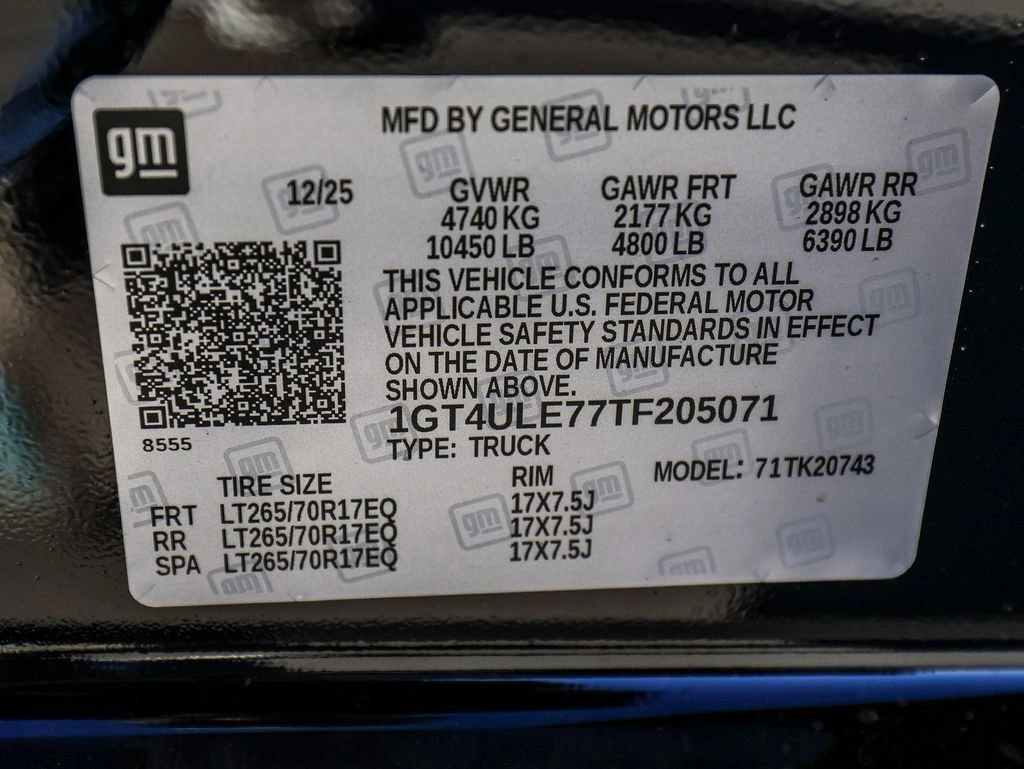 gm
MFD BY GENERAL MOTORS LLC
12/25 GVWR GAWR FRT GAWR RR
4740 KG 2177 KG 2898 KG
10450 LB 4800 LB 6390 LB
THIS VEHICLE CONFORMS TO ALL
APPLICABLE U.S. FEDERAL MOTOR
VEHICLE SAFETY STANDARDS IN EFFECT
ON THE DATE OF MANUFACTURE
SHOWN ABOVE.
1GT4ULE77TF205071
8555
TYPE: TRUCK
TIRE SIZE RIM MODEL: 71TK20743
FRT LT265/70R17EQ 17X7.5J
RR LT265/70R17EQ 17X7.5J
SPA LT265/70R17EQ 17X7.5J